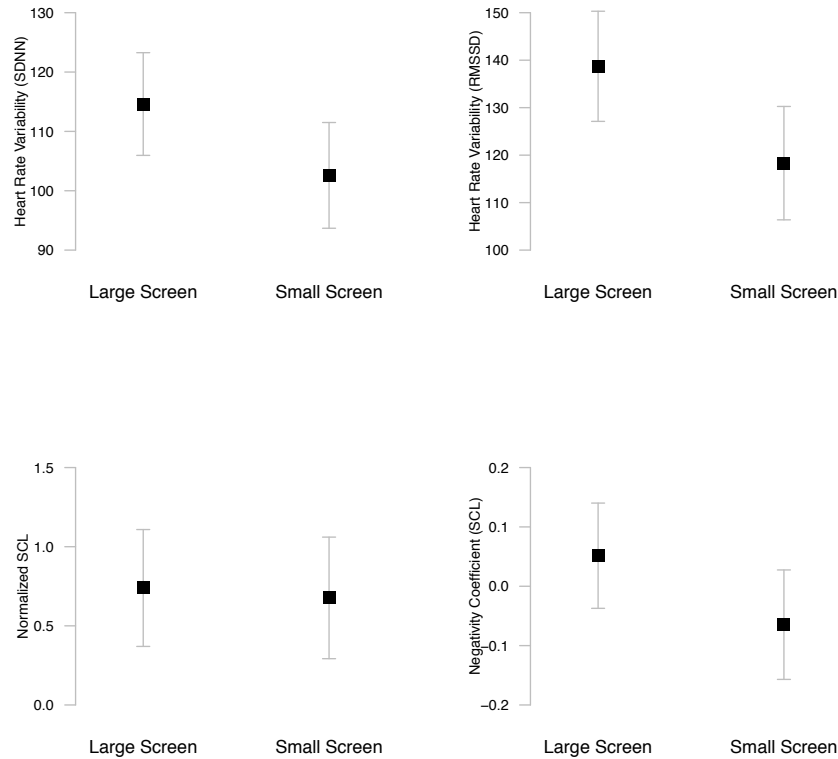 Heart Rate Variability (SDNN)
130
120
110
100
90
Large Screen
Small Screen
Heart Rate Variability (RMSSD)
150
140
130
120
110
100
Large Screen
Small Screen
Normalized SCL
1.5
1.0
0.5
0.0
Large Screen
Small Screen
Negativity Coefficient (SCL)
0.2
0.1
0.0
−0.1
−0.2
Large Screen
Small Screen